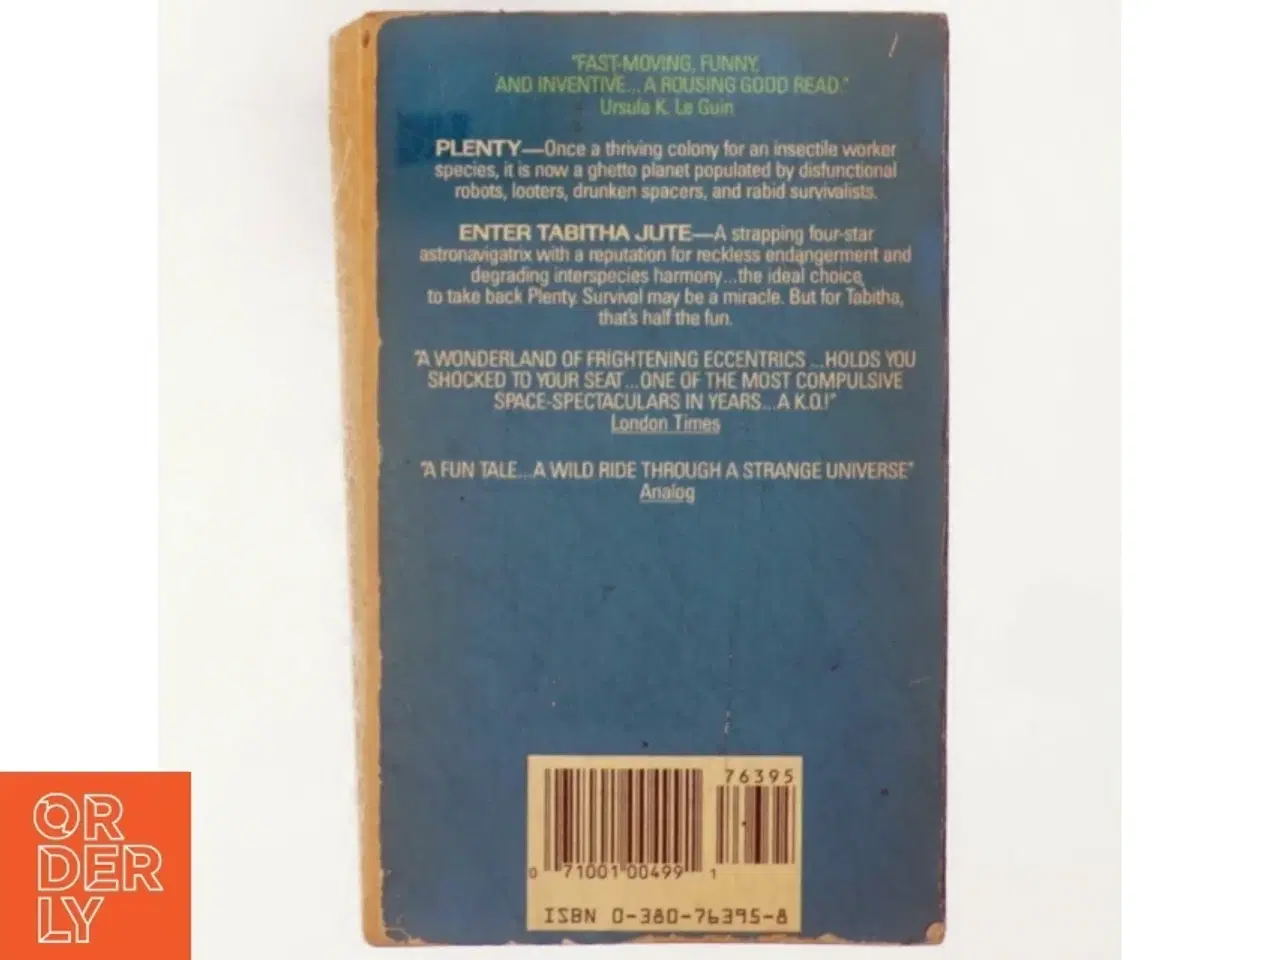 "FAST-MOVING, FUNNY,
AND INVENTIVE...A ROUSING GOOD READ."
Ursula K. Le Guin
PLENTY—Once a thriving colony for an insectile worker
species, it is now a ghetto planet populated by disfunctional
robots, looters, drunken spacers, and rabid survivalists.
ENTER TABITHA JUTE—A strapping four-star
astronavigatrix with a reputation for reckless endangerment and
degrading interspecies harmony...the ideal choice
to take back Plenty. Survival may be a miracle. But for Tabitha,
that's half the fun.
"A WONDERLAND OF FRIGHTENING ECCENTRICS...HOLDS YOU
SHOCKED TO YOUR SEAT...ONE OF THE MOST COMPULSIVE
SPACE-SPECTACULARS IN YEARS...A K.O.!"
London Times
"A FUN TALE...A WILD RIDE THROUGH A STRANGE UNIVERSE"
Analog
76395
0 71001 00499 1
ISBN 0-380-76395-8
OR
DER
LY